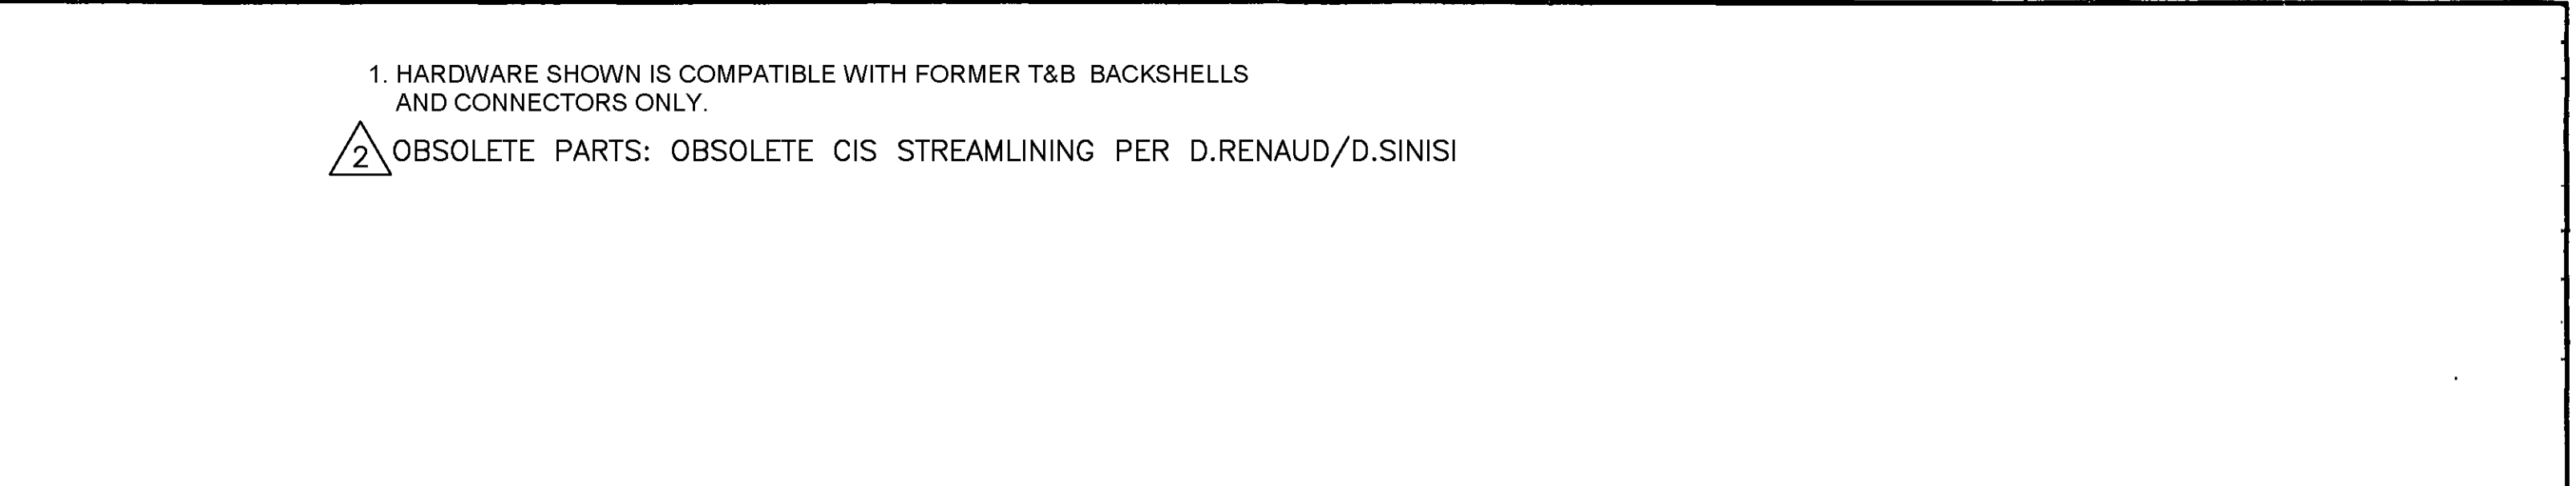 1. HARDWARE SHOWN IS COMPATIBLE WITH FORMER T&B BACKSHELLS
AND CONNECTORS ONLY.
2 OBSOLETE PARTS: OBSOLETE CIS STREAMLINING PER D.RENAUD/D.SINISI